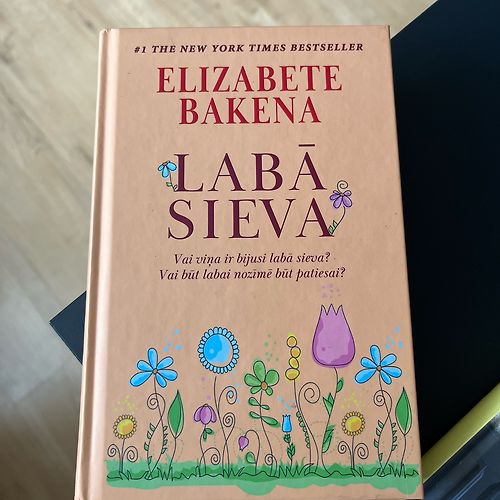 #1 THE NEW YORK TIMES BESTSELLER
ELIZABETE
BAKENA
LABĀ
SIEVA
Vai viņa ir bijusi labā sieva?
Vai būt labai nozīmē būt patiesai?